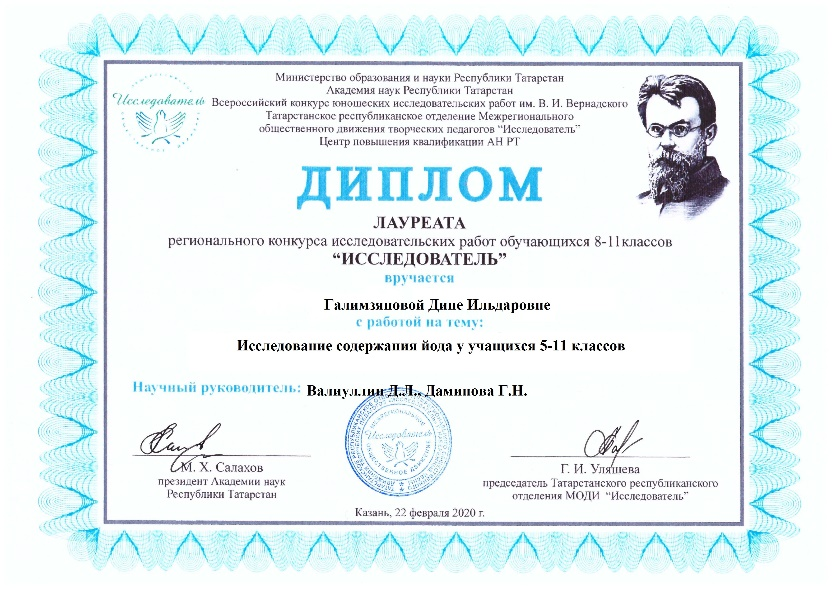 Министерство образования и науки Республики Татарстан
Академия наук Республики Татарстан
Всероссийский конкурс юношеских исследовательских работ им. В. И. Вернадского
Татарстанское республиканское отделение Межрегионального
общественного движения творческих педагогов “Исследователь”
Центр повышения квалификации АН РТ
Исследователь
ДИПЛОМ
ЛАУРЕАТА
регионального конкурса исследовательских работ обучающихся 8-11классов
“ИССЛЕДОВАТЕЛЬ”
вручается
Галимзяновой Дине Ильдаровне
с работой на тему:
Исследование содержания йода у учащихся 5-11 классов
Научный руководитель: Валиуллин Д.Л., Даминова Г.Н.
Исследователь
М. Х. Салахов
президент Академии наук
Республики Татарстан
Г. И. Уляшева
председатель Татарстанского республиканского
отделения МОДИ “Исследователь”
Казань, 22 февраля 2020 г.